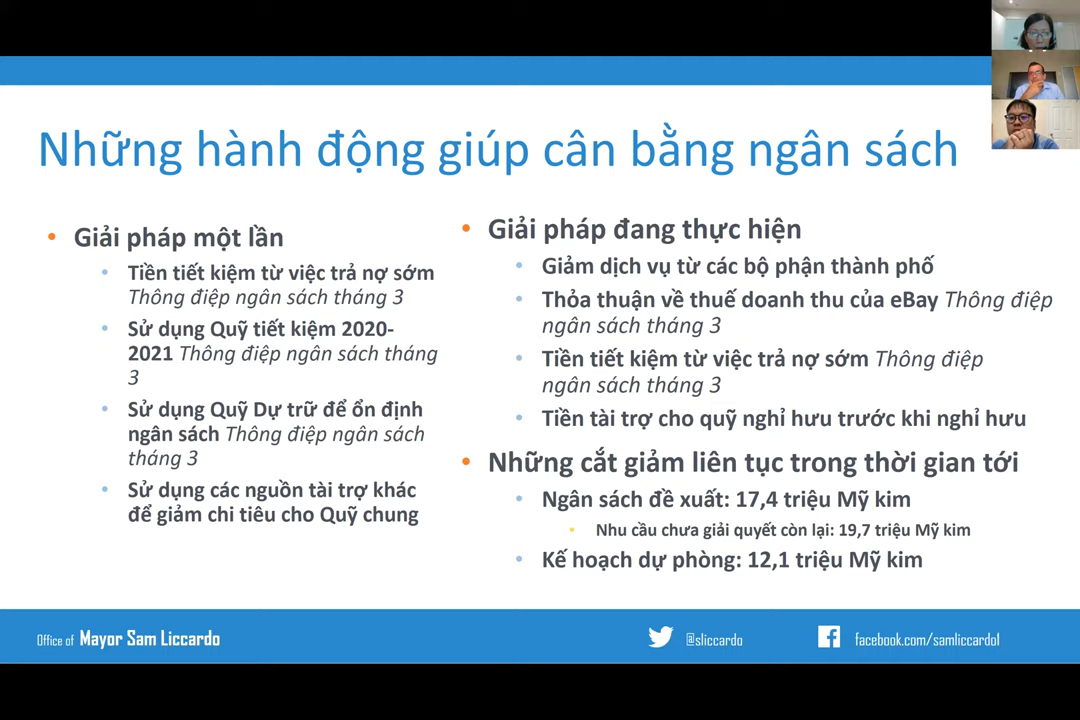 Những hành động giúp cân bằng ngân sách
Giải pháp một lần
Tiền tiết kiệm từ việc trả nợ sớm
Thông điệp ngân sách tháng 3
Sử dụng Quỹ tiết kiệm 2020-
2021 Thông điệp ngân sách tháng
3
Sử dụng Quỹ Dự trữ để ổn định
ngân sách Thông điệp ngân sách
tháng 3
Sử dụng các nguồn tài trợ khác
để giảm chi tiêu cho Quỹ chung
Giải pháp đang thực hiện
Giảm dịch vụ từ các bộ phận thành phố
Thỏa thuận về thuế doanh thu của eBay Thông điệp
ngân sách tháng 3
Tiền tiết kiệm từ việc trả nợ sớm Thông điệp
ngân sách tháng 3
Tiền tài trợ cho quỹ nghỉ hưu trước khi nghỉ hưu
Những cắt giảm liên tục trong thời gian tới
Ngân sách đề xuất: 17,4 triệu Mỹ kim
Nhu cầu chưa giải quyết còn lại: 19,7 triệu Mỹ kim
Kế hoạch dự phòng: 12,1 triệu Mỹ kim
Office of Mayor Sam Liccardo
@sliccardo
facebook.com/samliccardo1